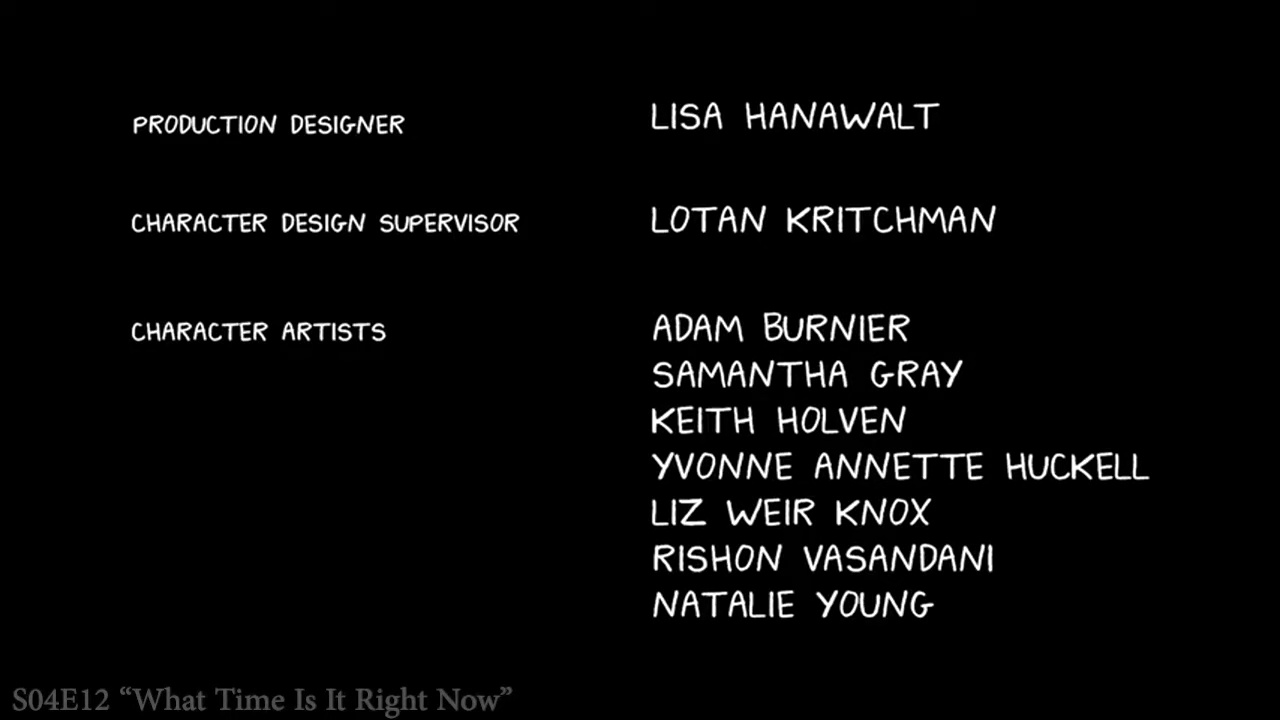 PRODUCTION DESIGNER LISA HANAWALT
CHARACTER DESIGN SUPERVISOR LOTAN KRITCHMAN
CHARACTER ARTISTS ADAM BURNIER
SAMANTHA GRAY
KEITH HOLVEN
YVONNE ANNETTE HUCKELL
LIZ WEIR KNOX
RISHON VASANDANI
NATALIE YOUNG
S04E12 “What Time Is It Right Now”